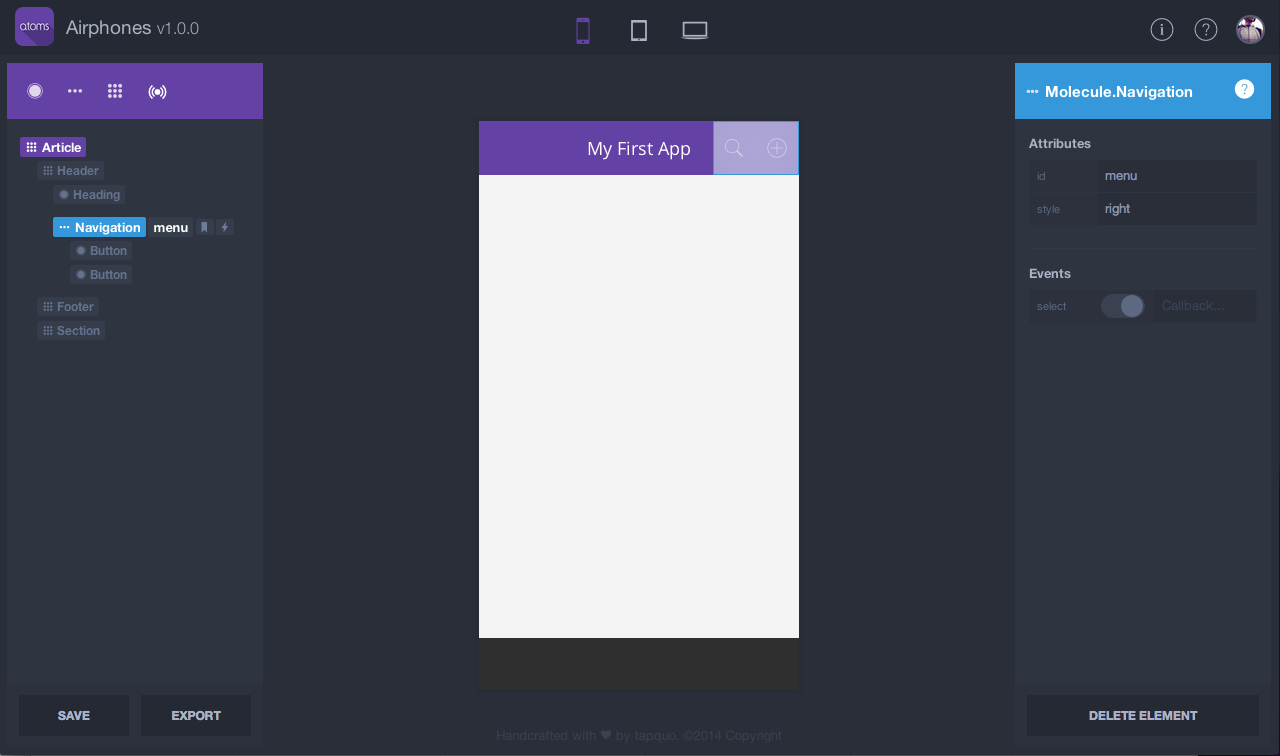 atoms
Airphones v1.0.0
Molecule.Navigation
Article
Header
Heading
Navigation menu
Button
Button
Footer
Section
SAVE
EXPORT
My First App
Attributes
id menu
style right
Events
select Callback...
DELETE ELEMENT
Handcrafted with ♥ by tapquo. ©2014 Copyright